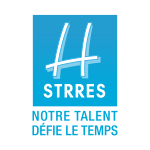 STRRES
NOTRE TALENT
DÉFIE LE TEMPS